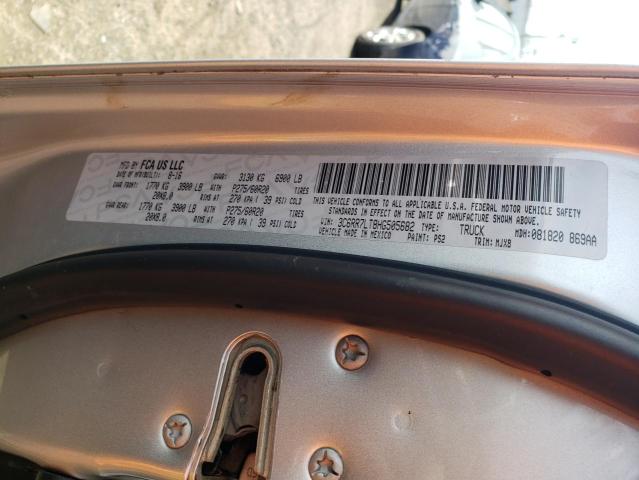 MFG BY FCA US LLC
DATE OF MFR/BUILT: 8-16 GVWR: 3130 KG 6900 LB
GAWR FRONT: 1770 KG 3900 LB WITH P275/60R20 TIRES
20X8.0 RIMS AT 270 KPA ( 39 PSI) COLD
GAWR REAR: 1770 KG 3900 LB WITH P275/60R20 TIRES
20X8.0 RIMS AT 270 KPA ( 39 PSI) COLD
THIS VEHICLE CONFORMS TO ALL APPLICABLE U.S.A. FEDERAL MOTOR VEHICLE SAFETY
STANDARDS IN EFFECT ON THE DATE OF MANUFACTURE SHOWN ABOVE.
VIN: 3C6RR7LT8HG505682 TYPE: TRUCK MDH: 081820 869AA
VEHICLE MADE IN MEXICO PAINT: PS2 TRIM: MJX8